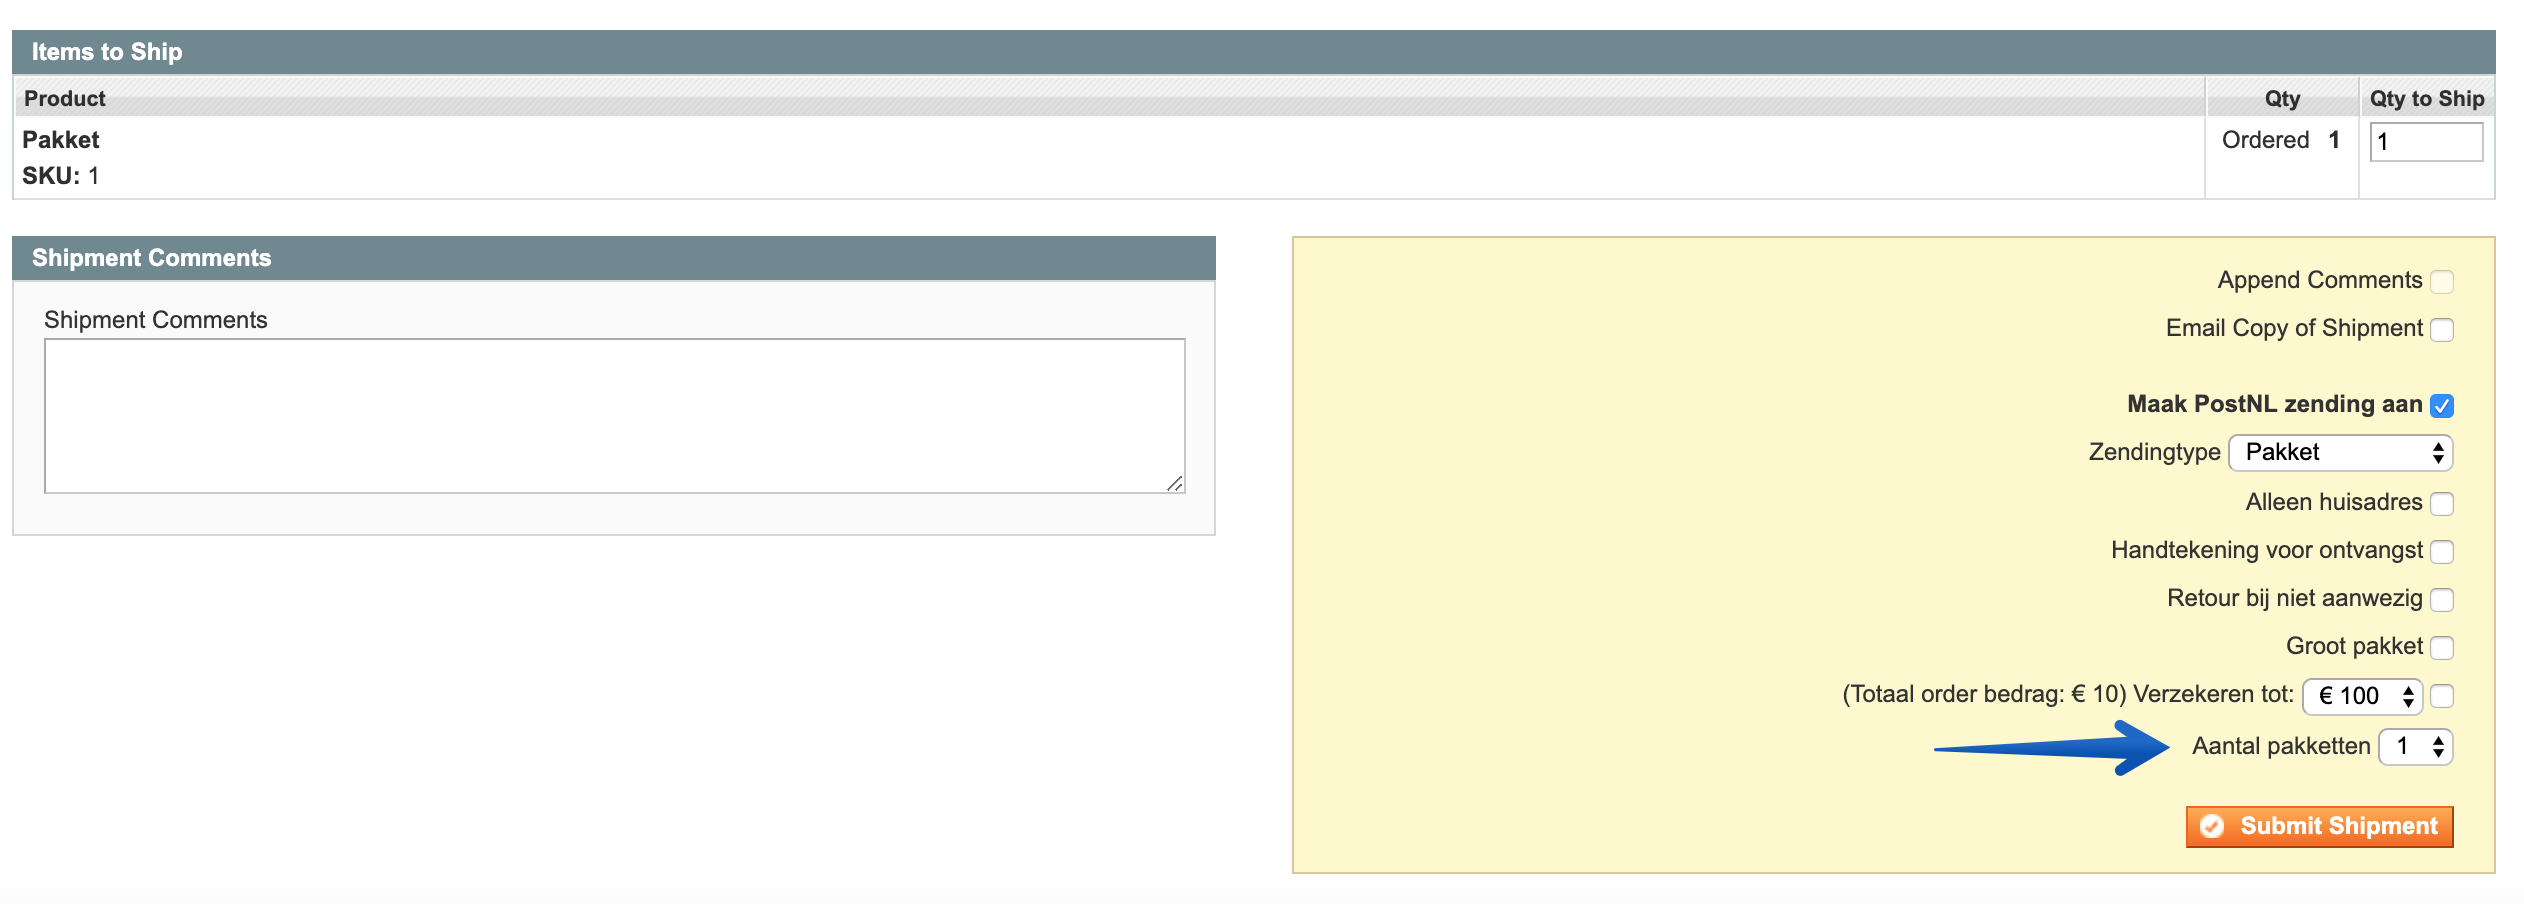 Items to Ship
Product Qty Qty to Ship
Pakket Ordered 1 1
SKU: 1
Shipment Comments
Shipment Comments
Append Comments
Email Copy of Shipment
Maak PostNL zending aan
Zendingtype Pakket
Alleen huisadres
Handtekening voor ontvangst
Retour bij niet aanwezig
Groot pakket
(Totaal order bedrag: € 10) Verzekeren tot: € 100
Aantal pakketten 1
Submit Shipment